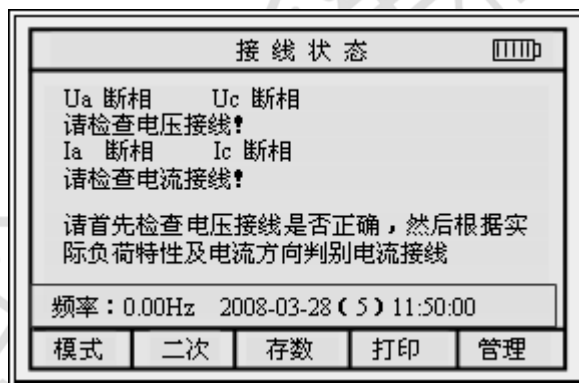 接线状态
Ua 断相 Uc 断相
请检查电压接线！
Ia 断相 Ic 断相
请检查电流接线！
请首先检查电压接线是否正确，然后根据实
际负荷特性及电流方向判别电流接线
频率：0.00Hz 2008-03-28（5）11:50:00
模式 二次 存数 打印 管理